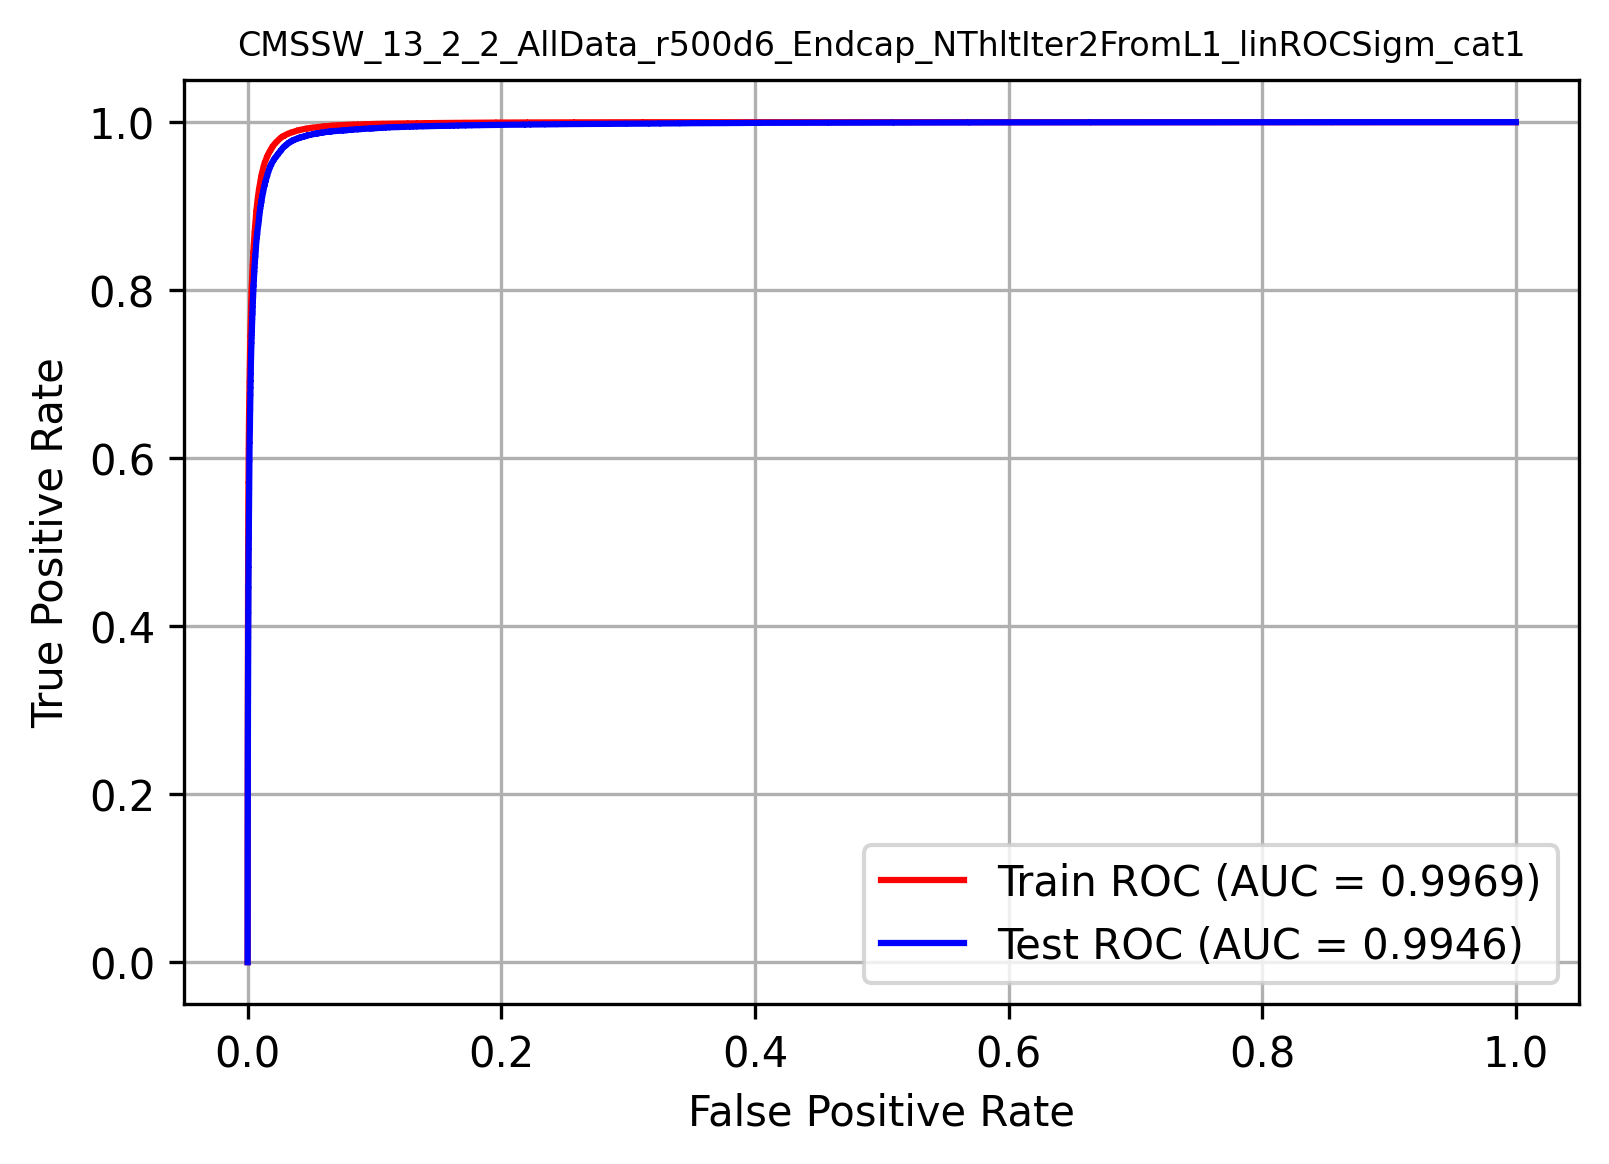 CMSSW_13_2_2_AllData_r500d6_Endcap_NThltIter2FromL1_linROCSigm_cat1
True Positive Rate
1.0
0.8
0.6
0.4
0.2
0.0
Train ROC (AUC = 0.9969)
Test ROC (AUC = 0.9946)
0.0 0.2 0.4 0.6 0.8 1.0
False Positive Rate